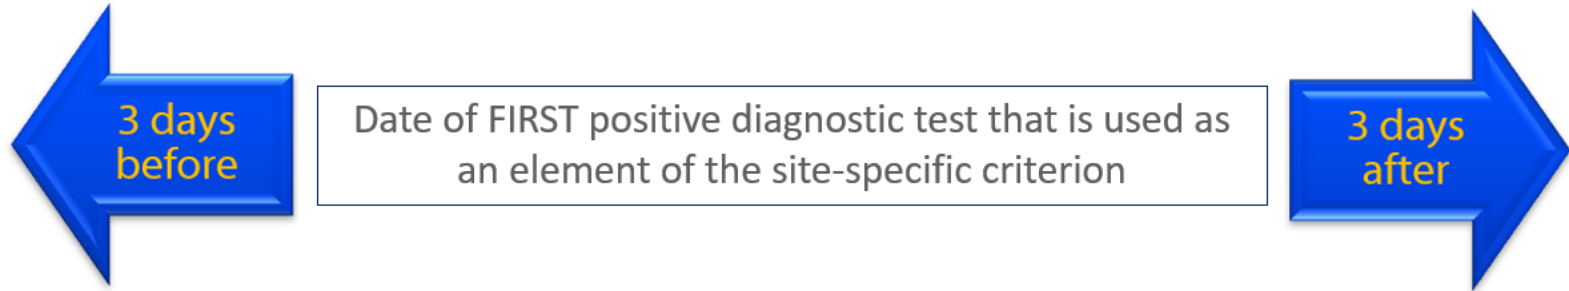 3 days
before
Date of FIRST positive diagnostic test that is used as
an element of the site-specific criterion
3 days
after